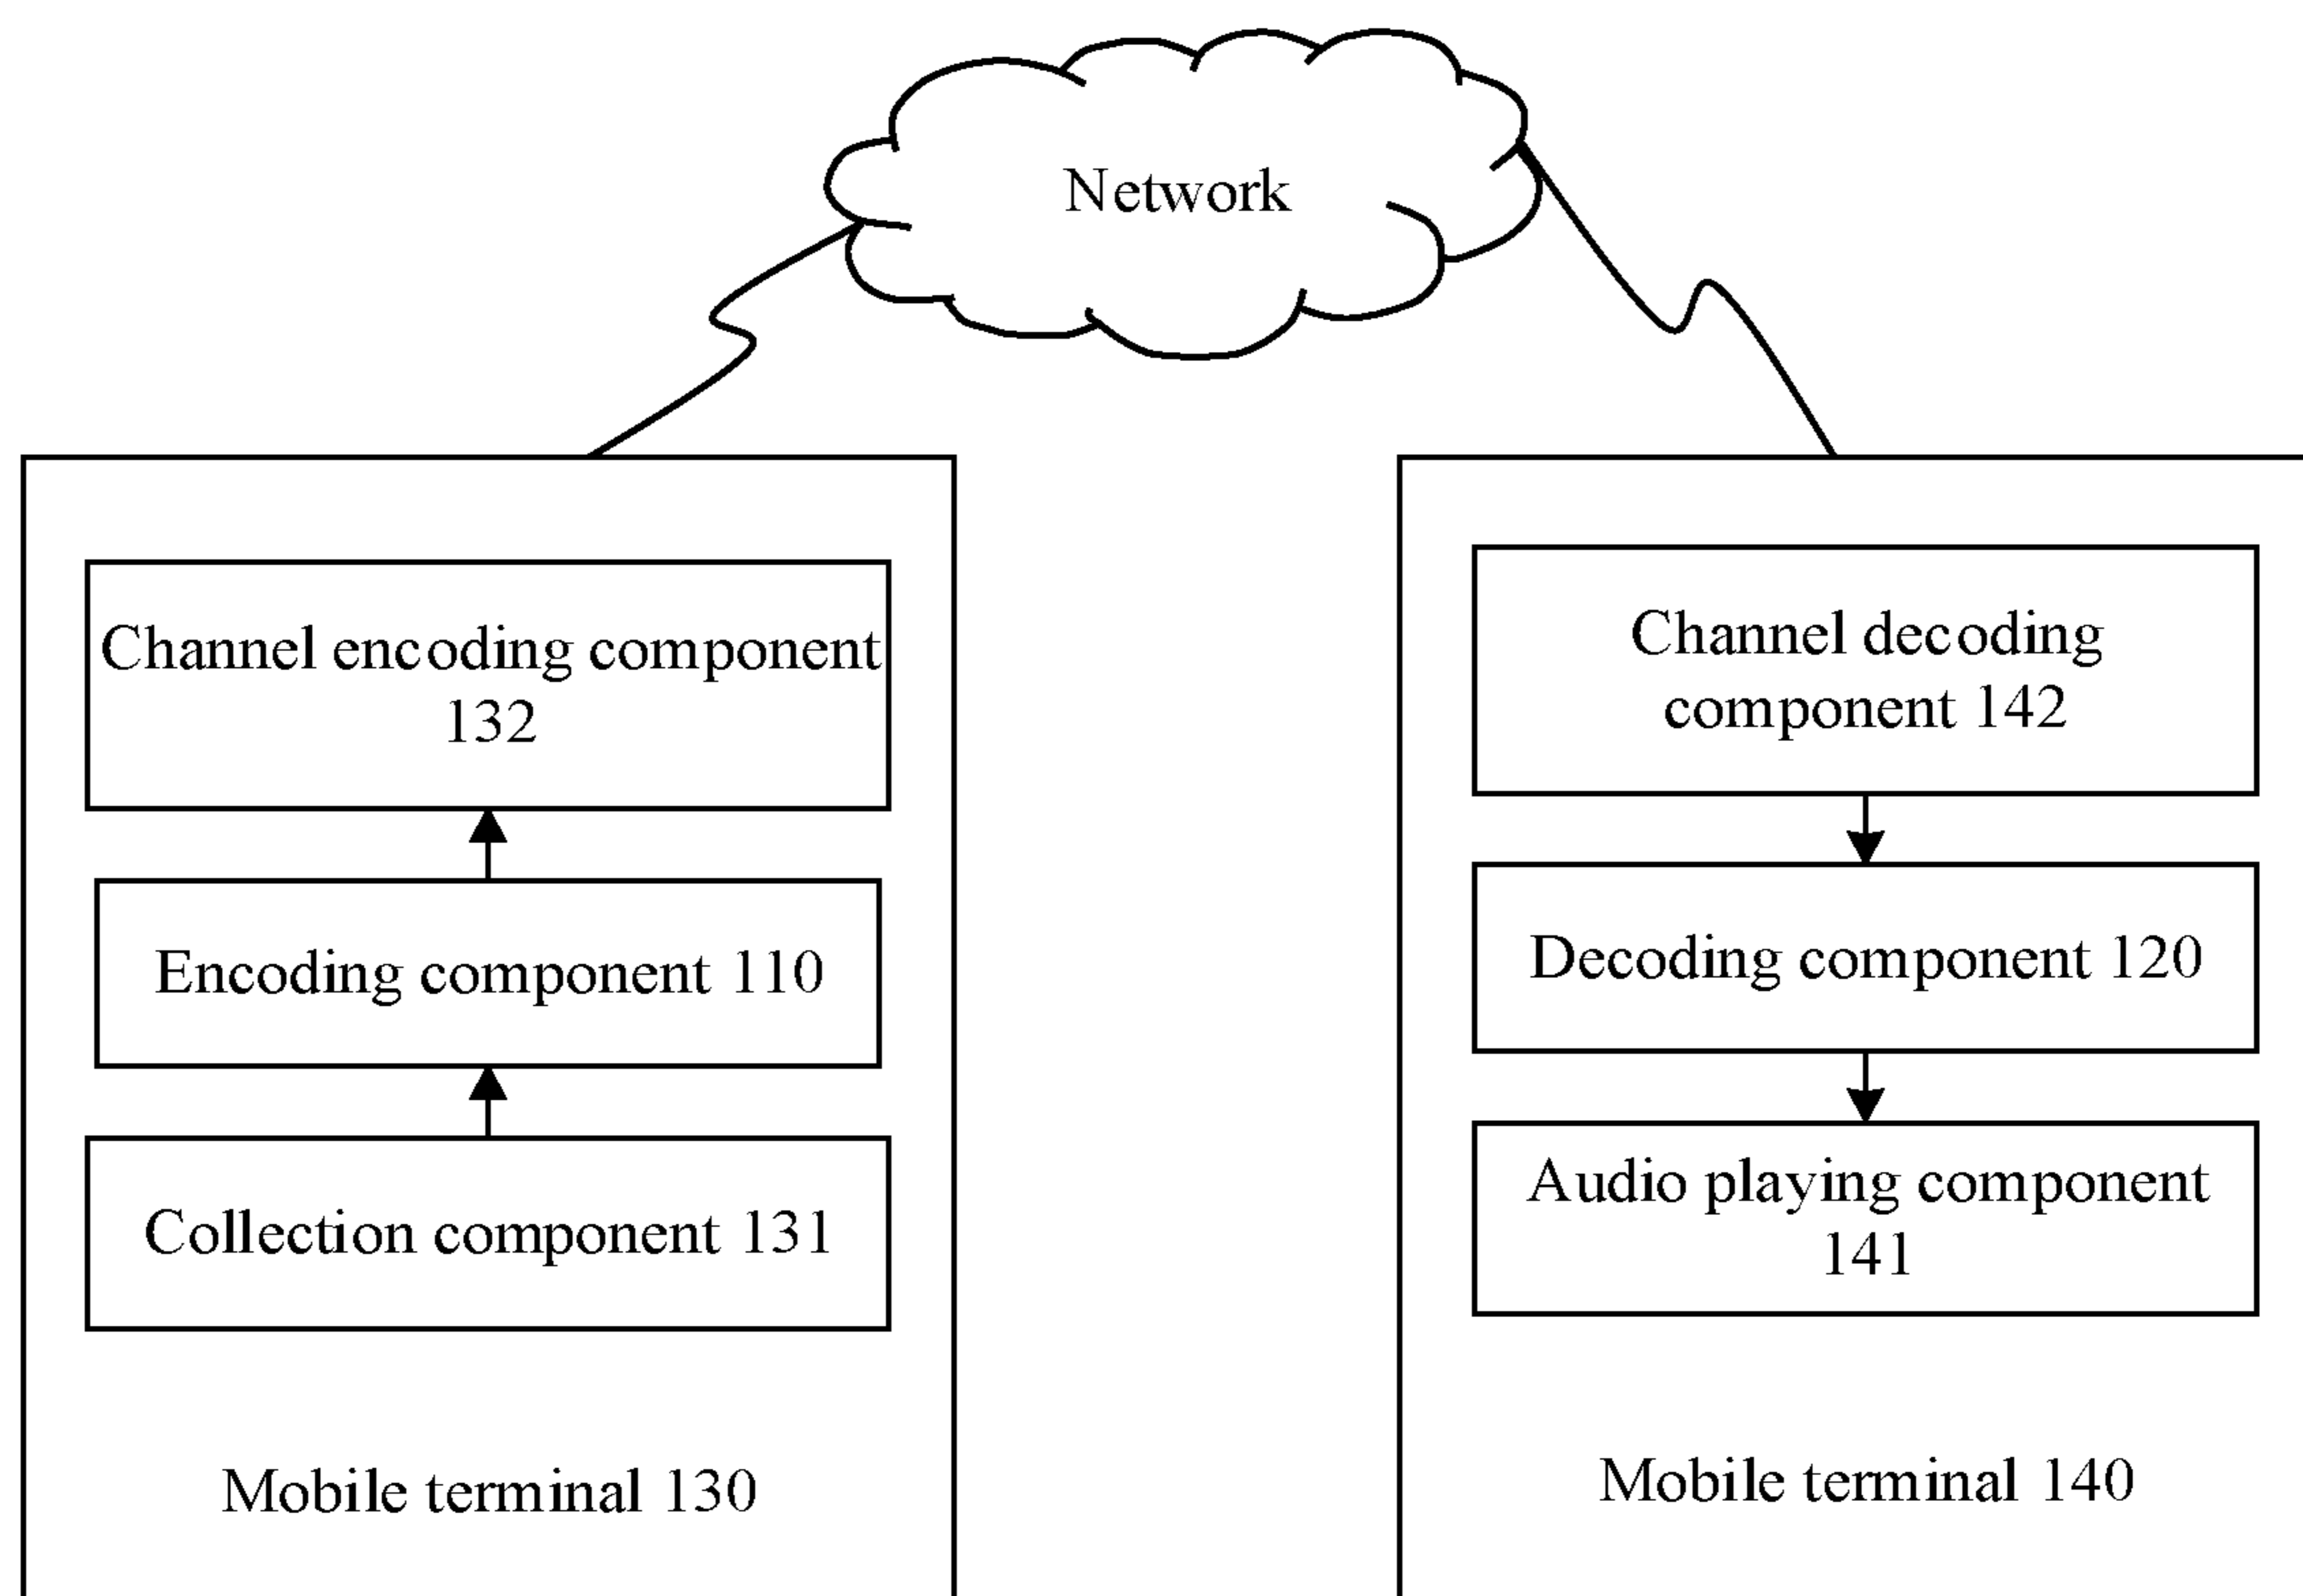 Network
Channel encoding component
132
Encoding component 110
Collection component 131
Mobile terminal 130
Channel decoding
component 142
Decoding component 120
Audio playing component
141
Mobile terminal 140